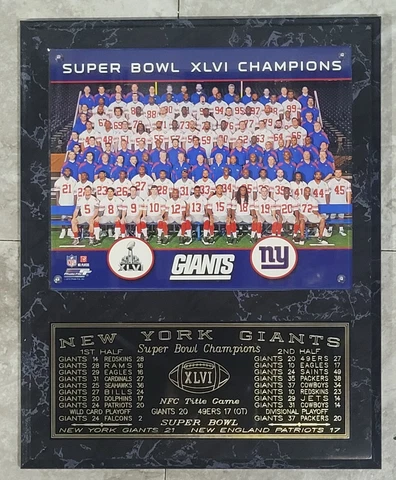 SUPER BOWL XLVI CHAMPIONS
XLVI
GIANTS
ny
NEW YORK GIANTS
1ST HALF
Super Bowl Champions
2ND HALF
GIANTS 14 REDSKINS 28
GIANTS 28 RAMS 16
GIANTS 29 EAGLES 16
GIANTS 31 CARDINALS 27
GIANTS 25 SEAHAWKS 36
GIANTS 27 BILLS 24
GIANTS 20 DOLPHINS 17
GIANTS 24 PATRIOTS 20
WILD CARD PLAYOFF
GIANTS 24 FALCONS 2
XLVI
NFC Title Game
GIANTS 20 49ERS 17 (OT)
GIANTS 20 49ERS 27
GIANTS 10 EAGLES 17
GIANTS 24 SAINTS 49
GIANTS 35 PACKERS 38
GIANTS 37 COWBOYS 34
GIANTS 10 REDSKINS 23
GIANTS 29 JETS 14
GIANTS 31 COWBOYS 14
DIVISIONAL PLAYOFF
GIANTS 37 PACKERS 20
SUPER BOWL
NEW YORK GIANTS 21 NEW ENGLAND PATRIOTS 17